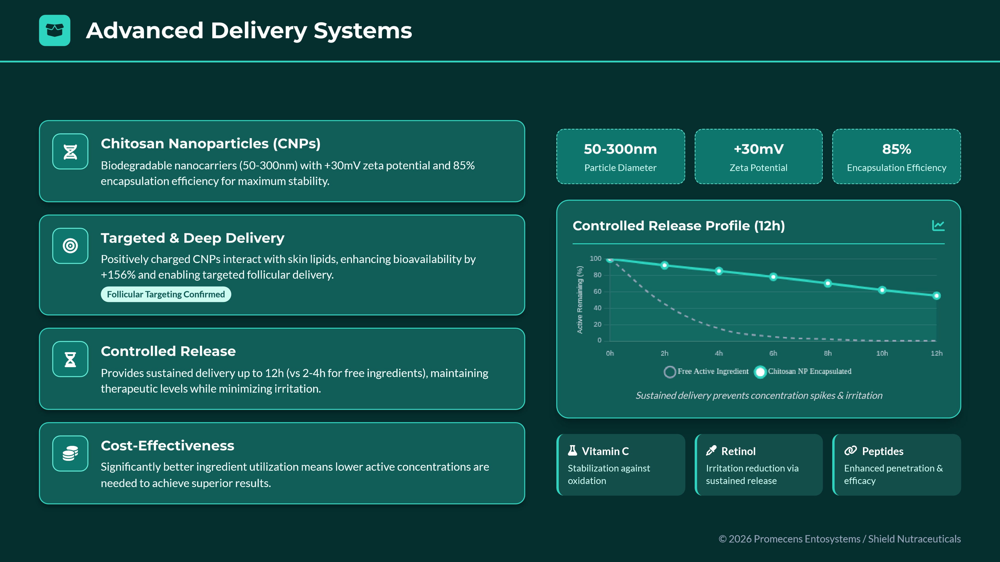 Advanced Delivery Systems
Chitosan Nanoparticles (CNPs)
Biodegradable nanocarriers (50-300nm) with +30mV zeta potential and 85%
encapsulation efficiency for maximum stability.
Targeted & Deep Delivery
Positively charged CNPs interact with skin lipids, enhancing bioavailability by
+156% and enabling targeted follicular delivery.
Follicular Targeting Confirmed
Controlled Release
Provides sustained delivery up to 12h (vs 2-4h for free ingredients), maintaining
therapeutic levels while minimizing irritation.
Cost-Effectiveness
Significantly better ingredient utilization means lower active concentrations are
needed to achieve superior results.
50-300nm
Particle Diameter
+30mV
Zeta Potential
85%
Encapsulation Efficiency
Controlled Release Profile (12h)
Active Remaining (%)
100
80
60
40
20
0
0h 2h 4h 6h 8h 10h 12h
Free Active Ingredient Chitosan NP Encapsulated
Sustained delivery prevents concentration spikes & irritation
Vitamin C
Stabilization against
oxidation
Retinol
Irritation reduction via
sustained release
Peptides
Enhanced penetration &
efficacy
© 2026 Promecens Entosystems / Shield Nutraceuticals